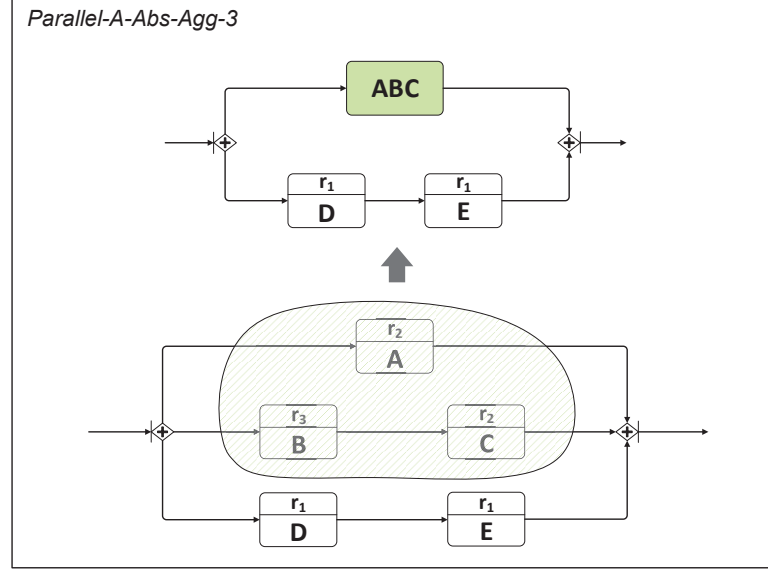 Parallel-A-Abs-Agg-3
ABC
r₁ r₁
D E
r₂
A
r₃ r₂
B C
r₁ r₁
D E